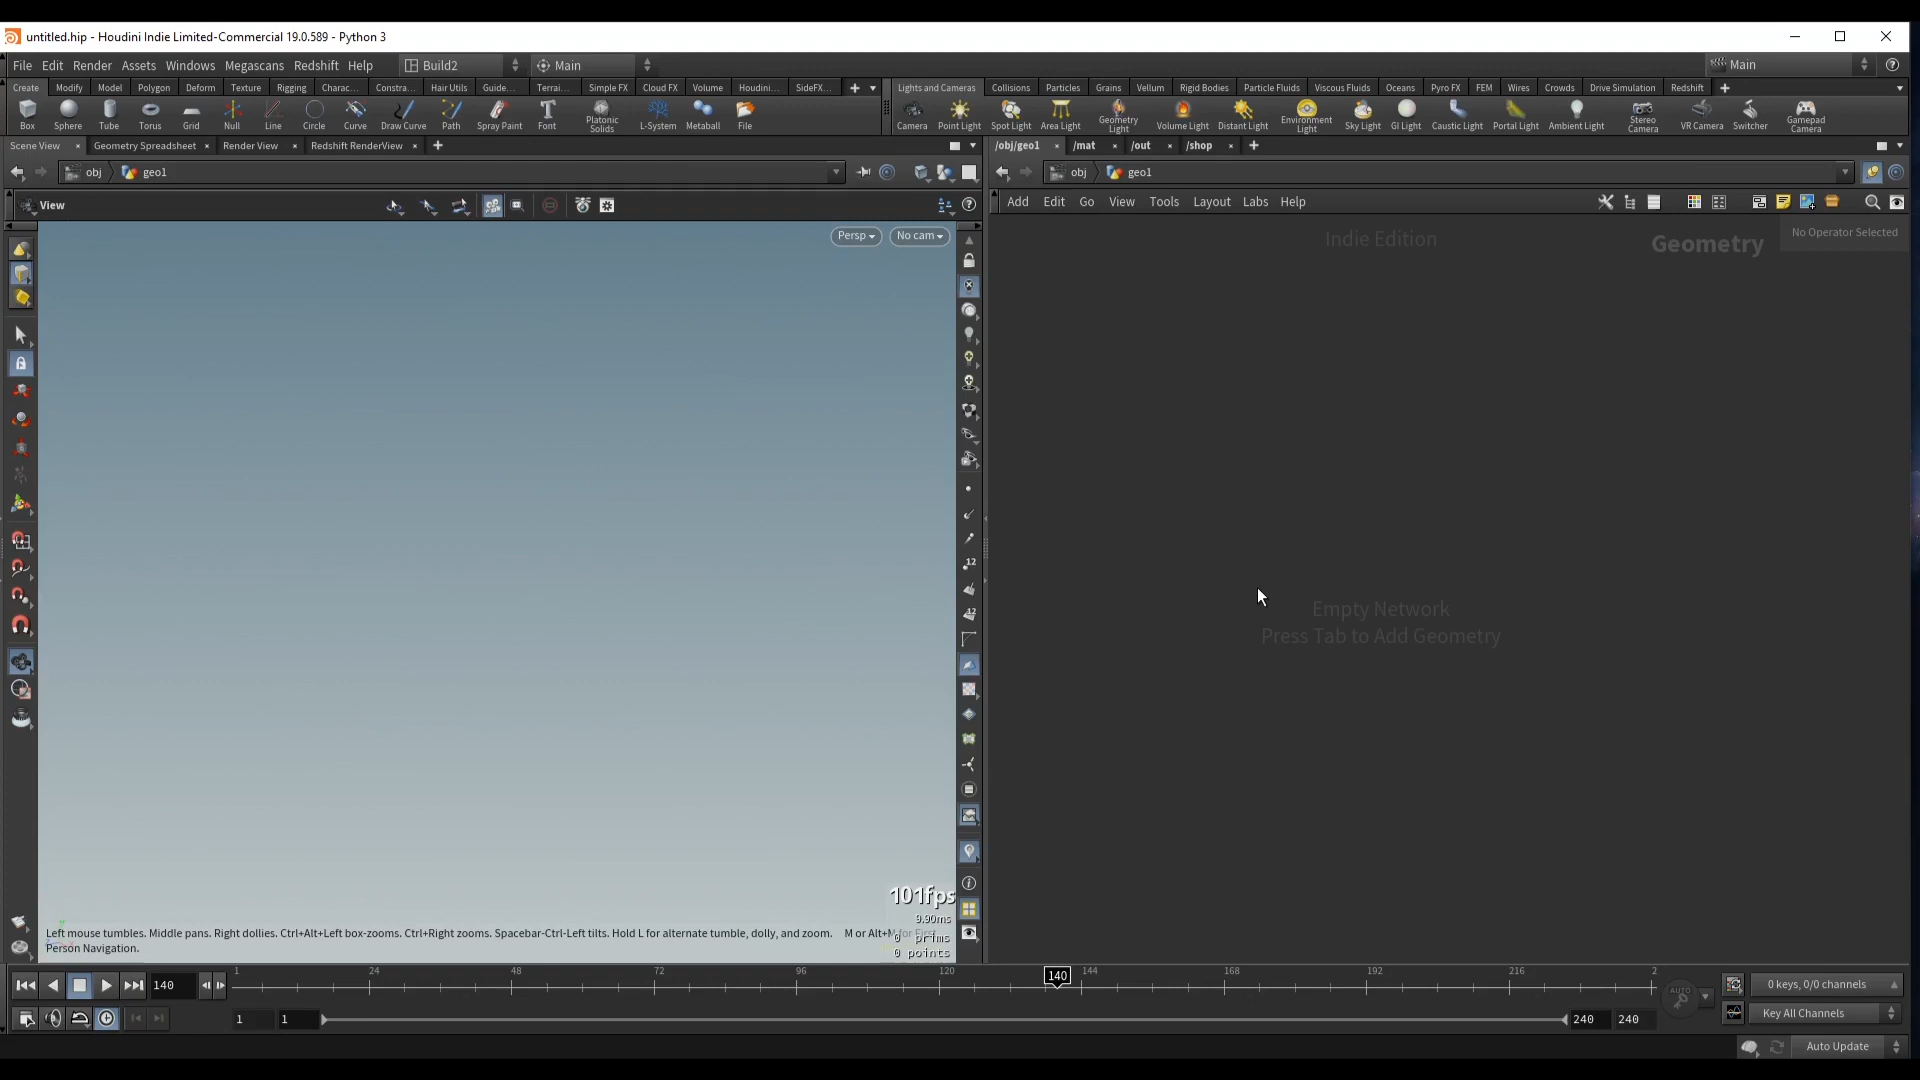 untitled.hip - Houdini Indie Limited-Commercial 19.0.589 - Python 3
File Edit Render Assets Windows Megascans Redshift Help Build2 Main Main
Create Modify Model Polygon Deform Texture Rigging Charac... Constra... Hair Utils Guide... Terrai... Simple FX Cloud FX Volume Houdini... SideFX...
Lights and Cameras Collisions Particles Grains Vellum Rigid Bodies Particle Fluids Viscous Fluids Oceans Pyro FX FEM Wires Crowds Drive Simulation Redshift
Box Sphere Tube Torus Grid Null Line Circle Curve Draw Curve Path Spray Paint Font Platonic Solids L-System Metaball File
Camera Point Light Spot Light Area Light Geometry Light Volume Light Distant Light Environment Light Sky Light GI Light Caustic Light Portal Light Ambient Light Stereo Camera VR Camera Switcher Gamepad Camera
Scene View Geometry Spreadsheet Render View Redshift RenderView
/obj/geo1 /mat /out /shop
obj geo1
obj geo1
View
Add Edit Go View Tools Layout Labs Help
Persp No cam
Indie Edition
Geometry
No Operator Selected
12
12
Empty Network
Press Tab to Add Geometry
101fps
9.90ms
Left mouse tumbles. Middle pans. Right dollies. Ctrl+Alt+Left box-zooms. Ctrl+Right zooms. Spacebar-Ctrl-Left tilts. Hold L for alternate tumble, dolly, and zoom. M or Alt+M for First
Person Navigation.
0 prims
0 points
140
1 24 48 72 96 120 140 144 168 192 216 2
AUTO
0 keys, 0/0 channels
1 1 240 240
Key All Channels
Auto Update